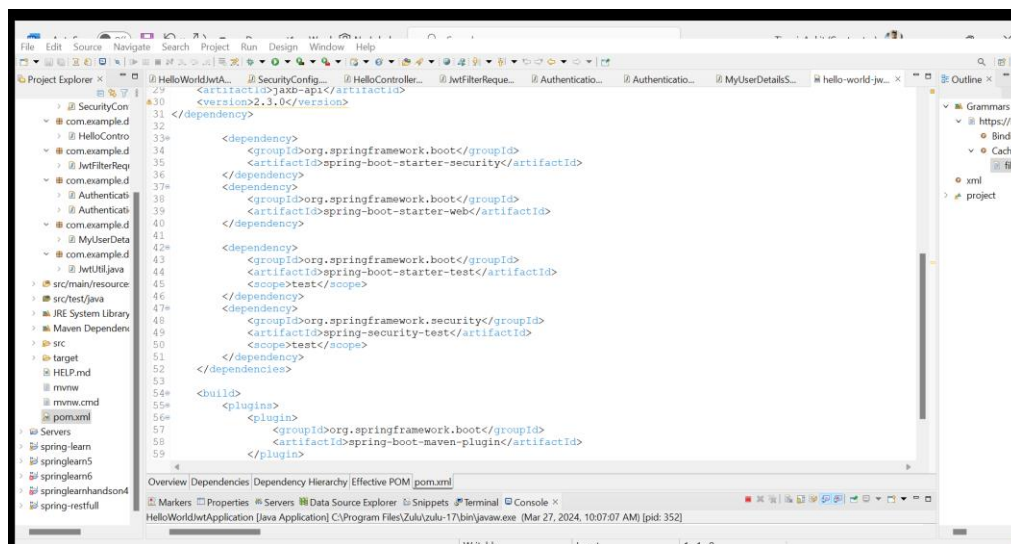 File Edit Source Navigate Search Project Run Design Window Help
Project Explorer ×
HelloWorldJwtA...
SecurityConfig....
HelloController...
JwtFilterReque...
Authenticatio...
Authenticatio...
MyUserDetailsS...
hello-world-jw... ×
Outline ×
SecurityCon
com.example.d
HelloContro
com.example.d
JwtFilterRequ
com.example.d
Authenticati
Authenticati
com.example.d
MyUserDeta
com.example.d
JwtUtil.java
src/main/resource
src/test/java
JRE System Library
Maven Dependen
src
target
HELP.md
mvnw
mvnw.cmd
pom.xml
Servers
spring-learn
springlearn5
springlearn6
springlearnhandson4
spring-restfull
29 <artifactId>jaxb-api</artifactId>
30 <version>2.3.0</version>
31 </dependency>
32
33 <dependency>
34 <groupId>org.springframework.boot</groupId>
35 <artifactId>spring-boot-starter-security</artifactId>
36 </dependency>
37 <dependency>
38 <groupId>org.springframework.boot</groupId>
39 <artifactId>spring-boot-starter-web</artifactId>
40 </dependency>
41
42 <dependency>
43 <groupId>org.springframework.boot</groupId>
44 <artifactId>spring-boot-starter-test</artifactId>
45 <scope>test</scope>
46 </dependency>
47 <dependency>
48 <groupId>org.springframework.security</groupId>
49 <artifactId>spring-security-test</artifactId>
50 <scope>test</scope>
51 </dependency>
52 </dependencies>
53
54 <build>
55 <plugins>
56 <plugin>
57 <groupId>org.springframework.boot</groupId>
58 <artifactId>spring-boot-maven-plugin</artifactId>
59 </plugin>
Grammars
https://
Bind
Cach
fil
xml
project
Overview Dependencies Dependency Hierarchy Effective POM pom.xml
Markers Properties Servers Data Source Explorer Snippets Terminal Console ×
HelloWorldJwtApplication [Java Application] C:\Program Files\Zulu\zulu-17\bin\javaw.exe (Mar 27, 2024, 10:07:07 AM) [pid: 352]